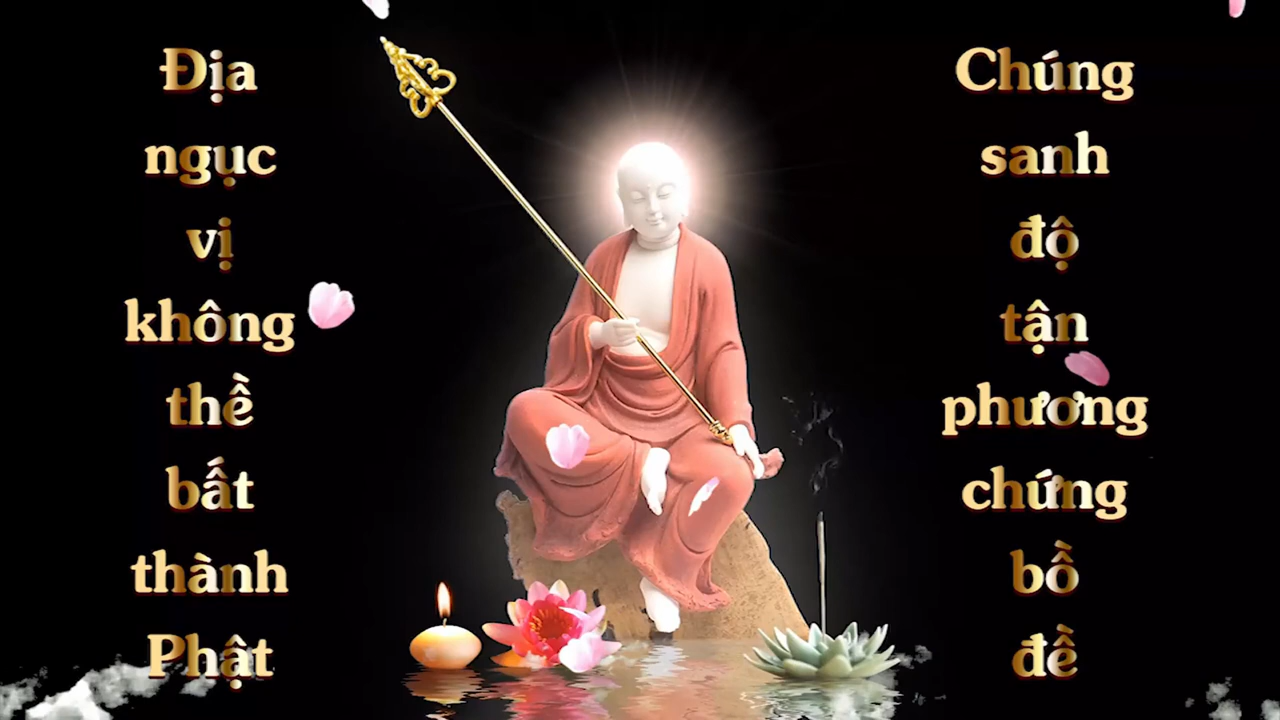 Địa
ngục
vị
không
thề
bất
thành
Phật
Chúng
sanh
độ
tận
phương
chứng
bồ
đề